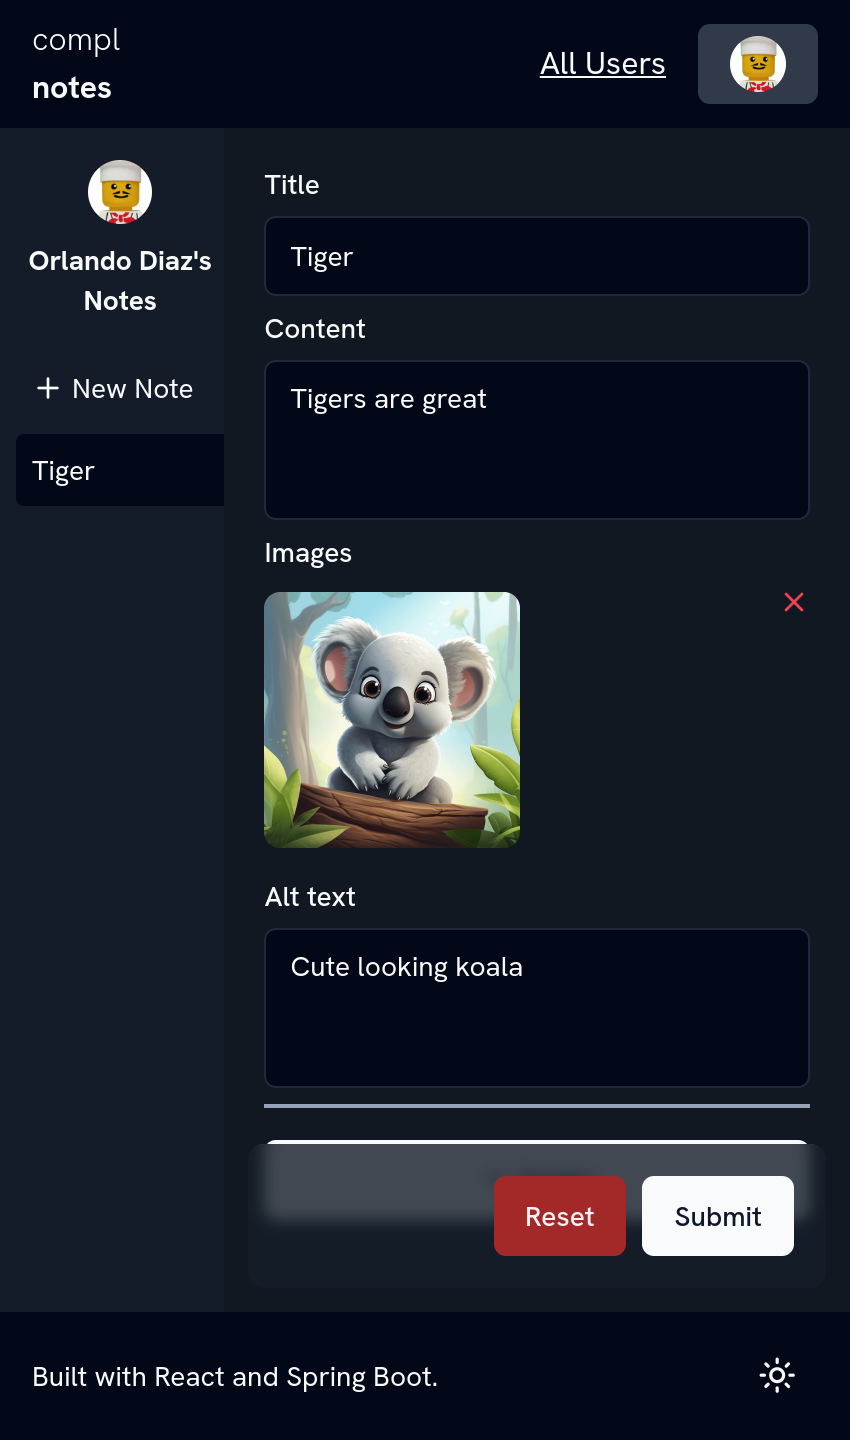 compl
notes
All Users
Orlando Diaz's
Notes
New Note
Tiger
Title
Tiger
Content
Tigers are great
Images
Alt text
Cute looking koala
Reset
Submit
Built with React and Spring Boot.